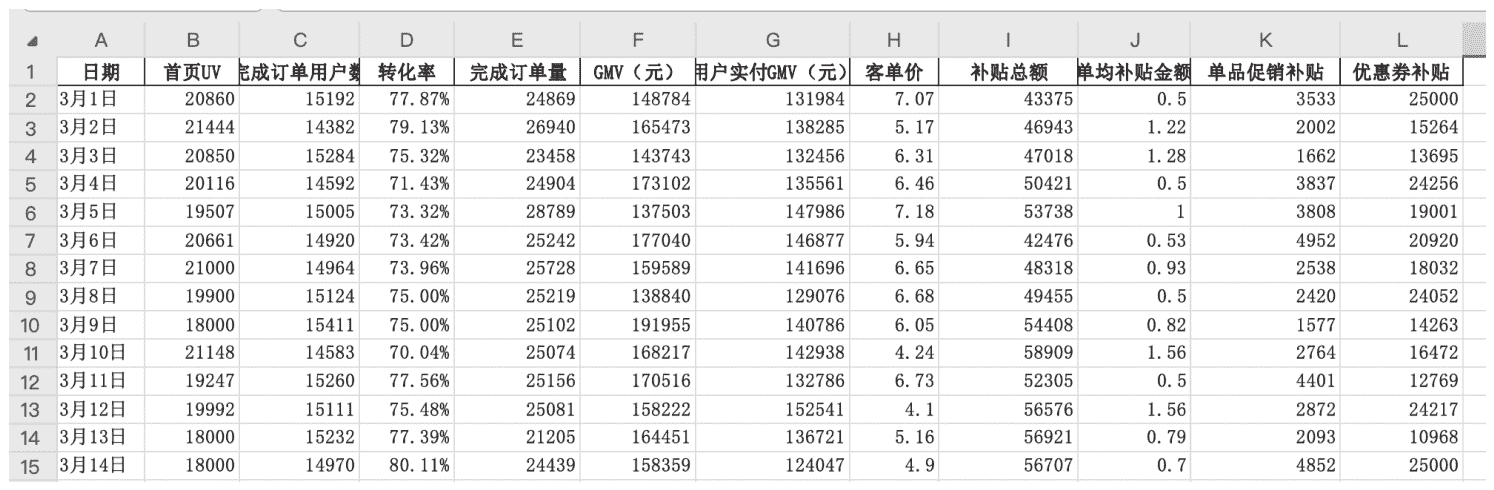 A B C D E F G H I J K L
1 日期 首页UV 完成订单用户数 转化率 完成订单量 GMV（元） 用户实付GMV（元） 客单价 补贴总额 单均补贴金额 单品促销补贴 优惠券补贴
2 3月1日 20860 15192 77.87% 24869 148784 131984 7.07 43375 0.5 3533 25000
3 3月2日 21444 14382 79.13% 26940 165473 138285 5.17 46943 1.22 2002 15264
4 3月3日 20850 15284 75.32% 23458 143743 132456 6.31 47018 1.28 1662 13695
5 3月4日 20116 14592 71.43% 24904 173102 135561 6.46 50421 0.5 3837 24256
6 3月5日 19507 15005 73.32% 28789 137503 147986 7.18 53738 1 3808 19001
7 3月6日 20661 14920 73.42% 25242 177040 146877 5.94 42476 0.53 4952 20920
8 3月7日 21000 14964 73.96% 25728 159589 141696 6.65 48318 0.93 2538 18032
9 3月8日 19900 15124 75.00% 25219 138840 129076 6.68 49455 0.5 2420 24052
10 3月9日 18000 15411 75.00% 25102 191955 140786 6.05 54408 0.82 1577 14263
11 3月10日 21148 14583 70.04% 25074 168217 142938 4.24 58909 1.56 2764 16472
12 3月11日 19247 15260 77.56% 25156 170516 132786 6.73 52305 0.5 4401 12769
13 3月12日 19992 15111 75.48% 25081 158222 152541 4.1 56576 1.56 2872 24217
14 3月13日 18000 15232 77.39% 21205 164451 136721 5.16 56921 0.79 2093 10968
15 3月14日 18000 14970 80.11% 24439 158359 124047 4.9 56707 0.7 4852 25000